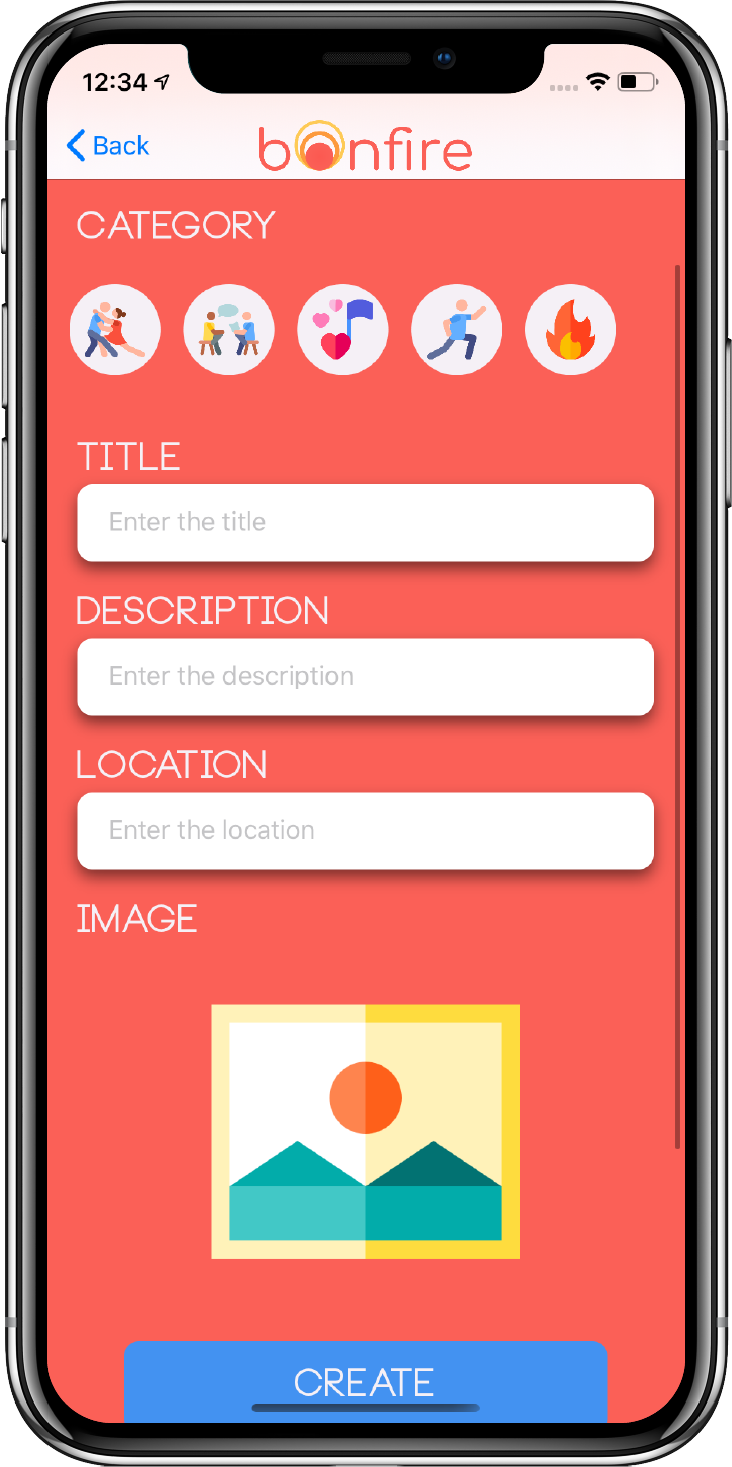 12:34
Back
bonfire
CATEGORY
TITLE
Enter the title
DESCRIPTION
Enter the description
LOCATION
Enter the location
IMAGE
CREATE